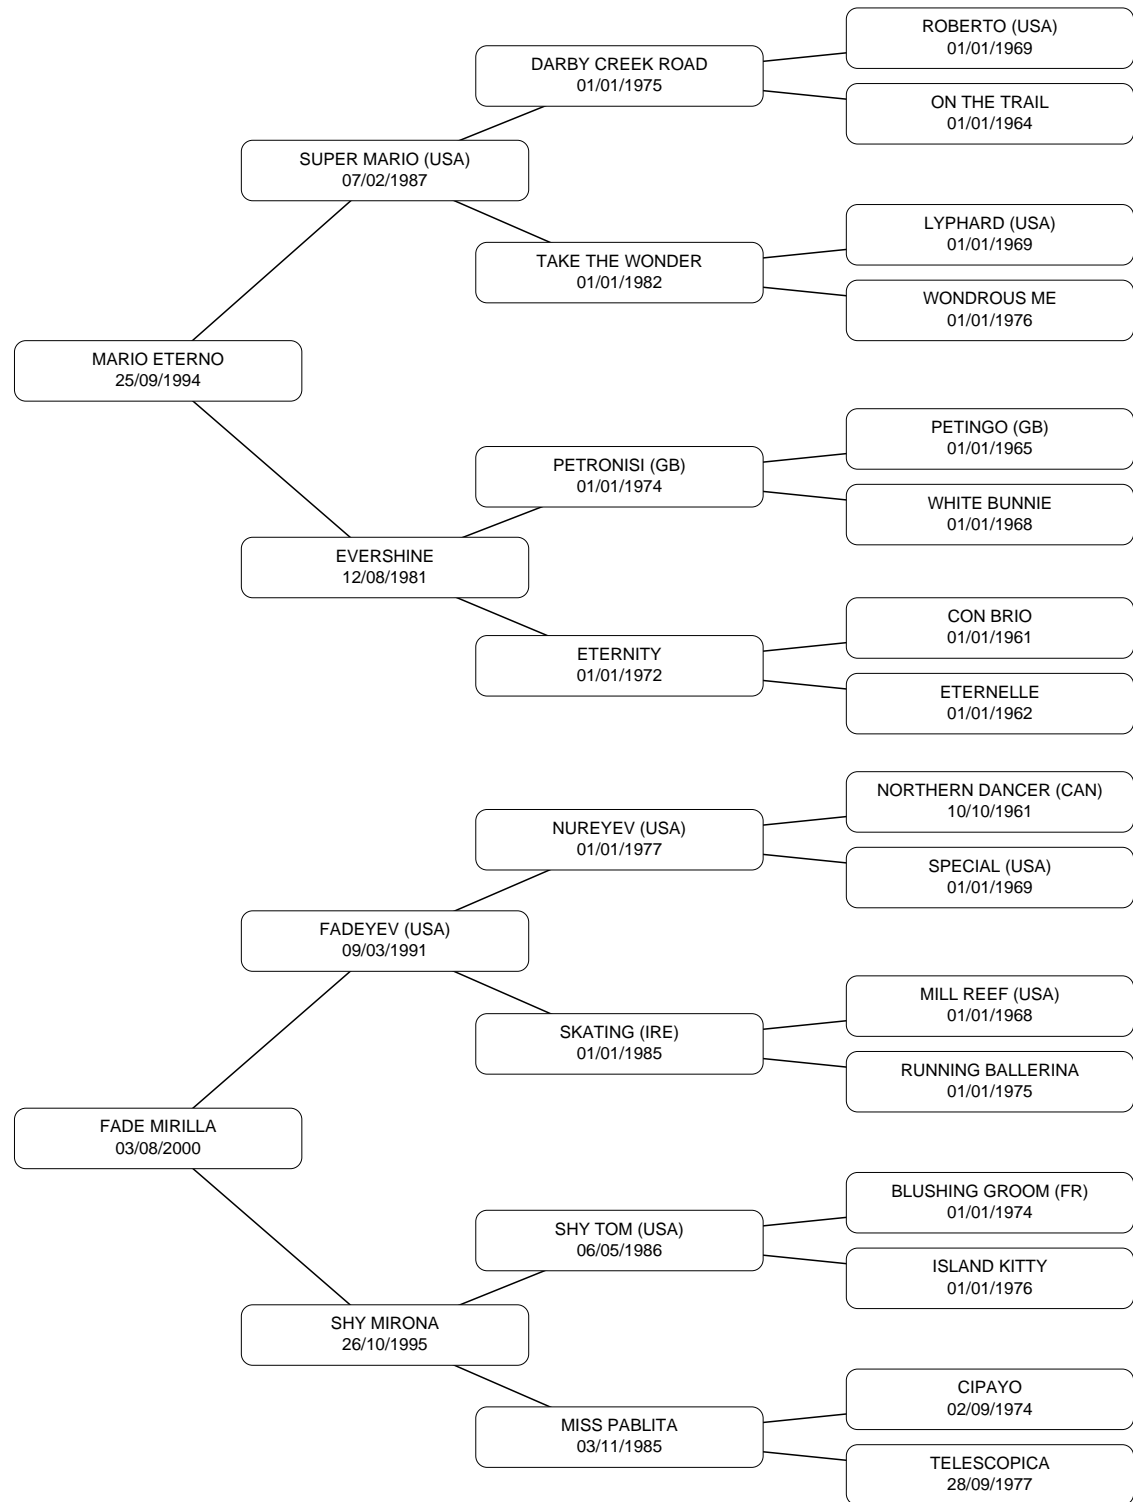 ROBERTO (USA)
01/01/1969
DARBY CREEK ROAD
01/01/1975
ON THE TRAIL
01/01/1964
SUPER MARIO (USA)
07/02/1987
LYPHARD (USA)
01/01/1969
TAKE THE WONDER
01/01/1982
WONDROUS ME
01/01/1976
MARIO ETERNO
25/09/1994
PETINGO (GB)
01/01/1965
PETRONISI (GB)
01/01/1974
WHITE BUNNIE
01/01/1968
EVERSHINE
12/08/1981
CON BRIO
01/01/1961
ETERNITY
01/01/1972
ETERNELLE
01/01/1962
NORTHERN DANCER (CAN)
10/10/1961
NUREYEV (USA)
01/01/1977
SPECIAL (USA)
01/01/1969
FADEYEV (USA)
09/03/1991
MILL REEF (USA)
01/01/1968
SKATING (IRE)
01/01/1985
RUNNING BALLERINA
01/01/1975
FADE MIRILLA
03/08/2000
BLUSHING GROOM (FR)
01/01/1974
SHY TOM (USA)
06/05/1986
ISLAND KITTY
01/01/1976
SHY MIRONA
26/10/1995
CIPAYO
02/09/1974
MISS PABLITA
03/11/1985
TELESCOPICA
28/09/1977